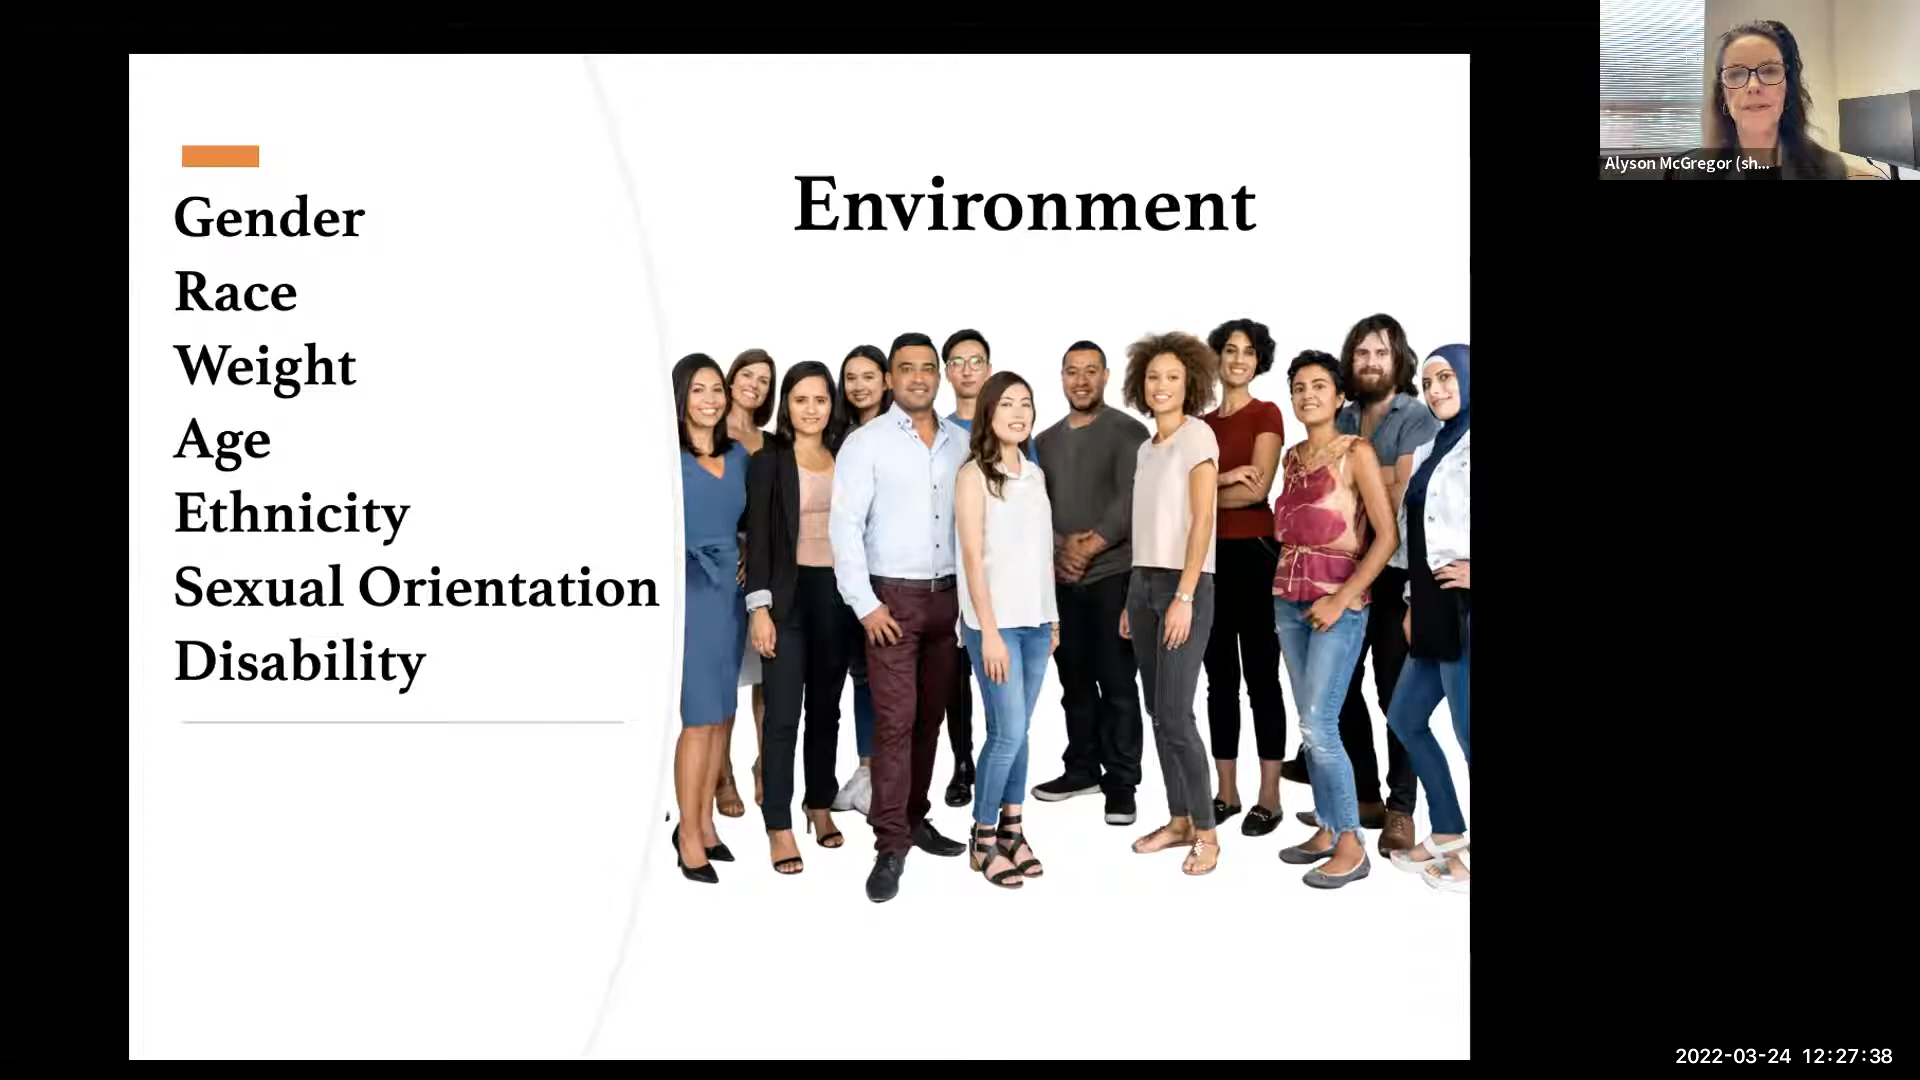 Gender
Race
Weight
Age
Ethnicity
Sexual Orientation
Disability
Environment
Alyson McGregor (sh...
2022-03-24 12:27:38